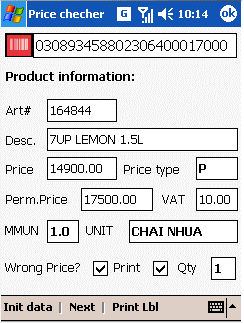 Price checher G 10:14 ok
030893458802306400017000
Product information:
Art# 164844
Desc. 7UP LEMON 1.5L
Price 14900.00 Price type P
Perm.Price 17500.00 VAT 10.00
MMUN 1.0 UNIT CHAI NHUA
Wrong Price? Print Qty 1
Init data | Next | Print Lbl